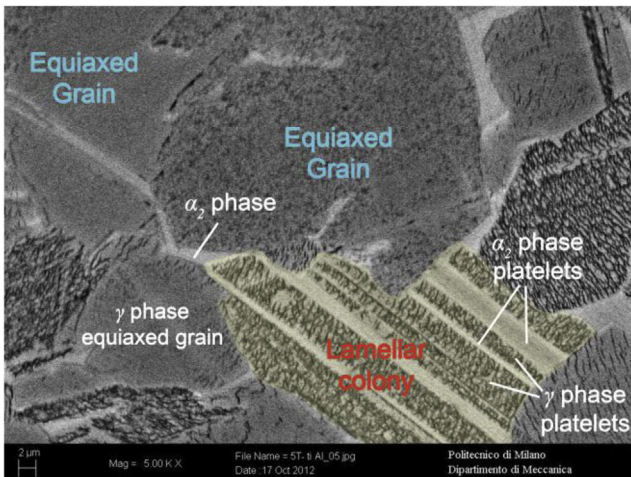 Equiaxed
Grain
Equiaxed
Grain
α₂ phase
α₂ phase
platelets
γ phase
equiaxed grain
Lamellar
colony
γ phase
platelets
2 µm
Mag = 5.00 K X
File Name = 5T- ti Al_05.jpg
Date :17 Oct 2012
Politecnico di Milano
Dipartimento di Meccanica